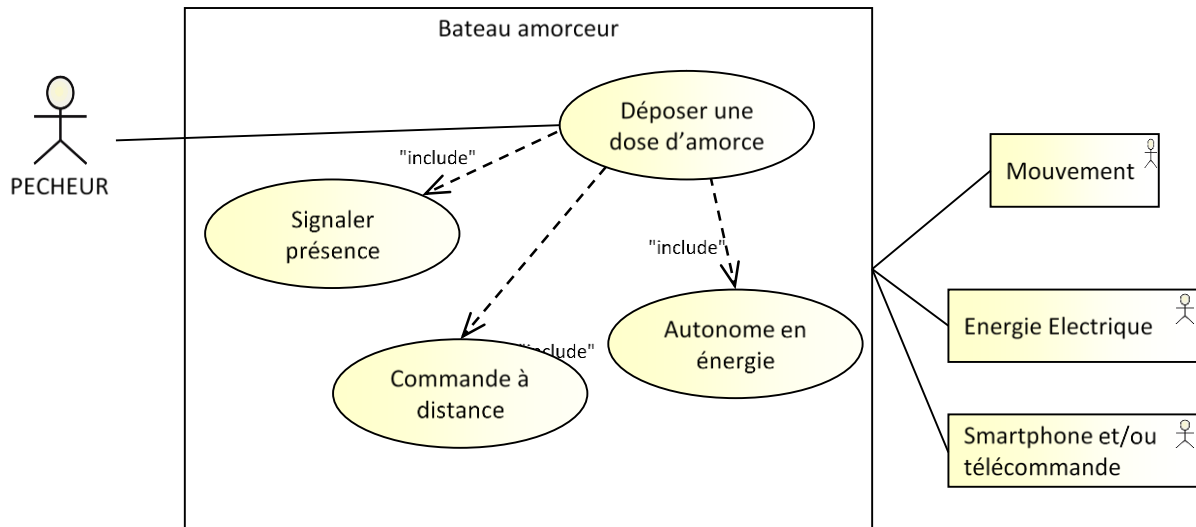 Bateau amorceur
Déposer une
dose d’amorce
PECHEUR
"include"
Signaler
présence
"include"
Autonome en
énergie
"include"
Commande à
distance
Mouvement
Energie Electrique
Smartphone et/ou
télécommande